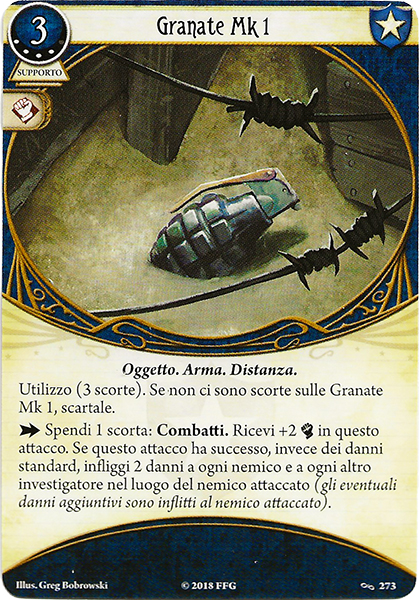 Granate Mk 1
3
SUPPORTO
Oggetto. Arma. Distanza.
Utilizzo (3 scorte). Se non ci sono scorte sulle Granate
Mk 1, scartale.
Spendi 1 scorta: Combatti. Ricevi +2 in questo
attacco. Se questo attacco ha successo, invece dei danni
standard, infliggi 2 danni a ogni nemico e a ogni altro
investigatore nel luogo del nemico attaccato (gli eventuali
danni aggiuntivi sono inflitti al nemico attaccato).
Illus. Greg Bobrowski
© 2018 FFG
273